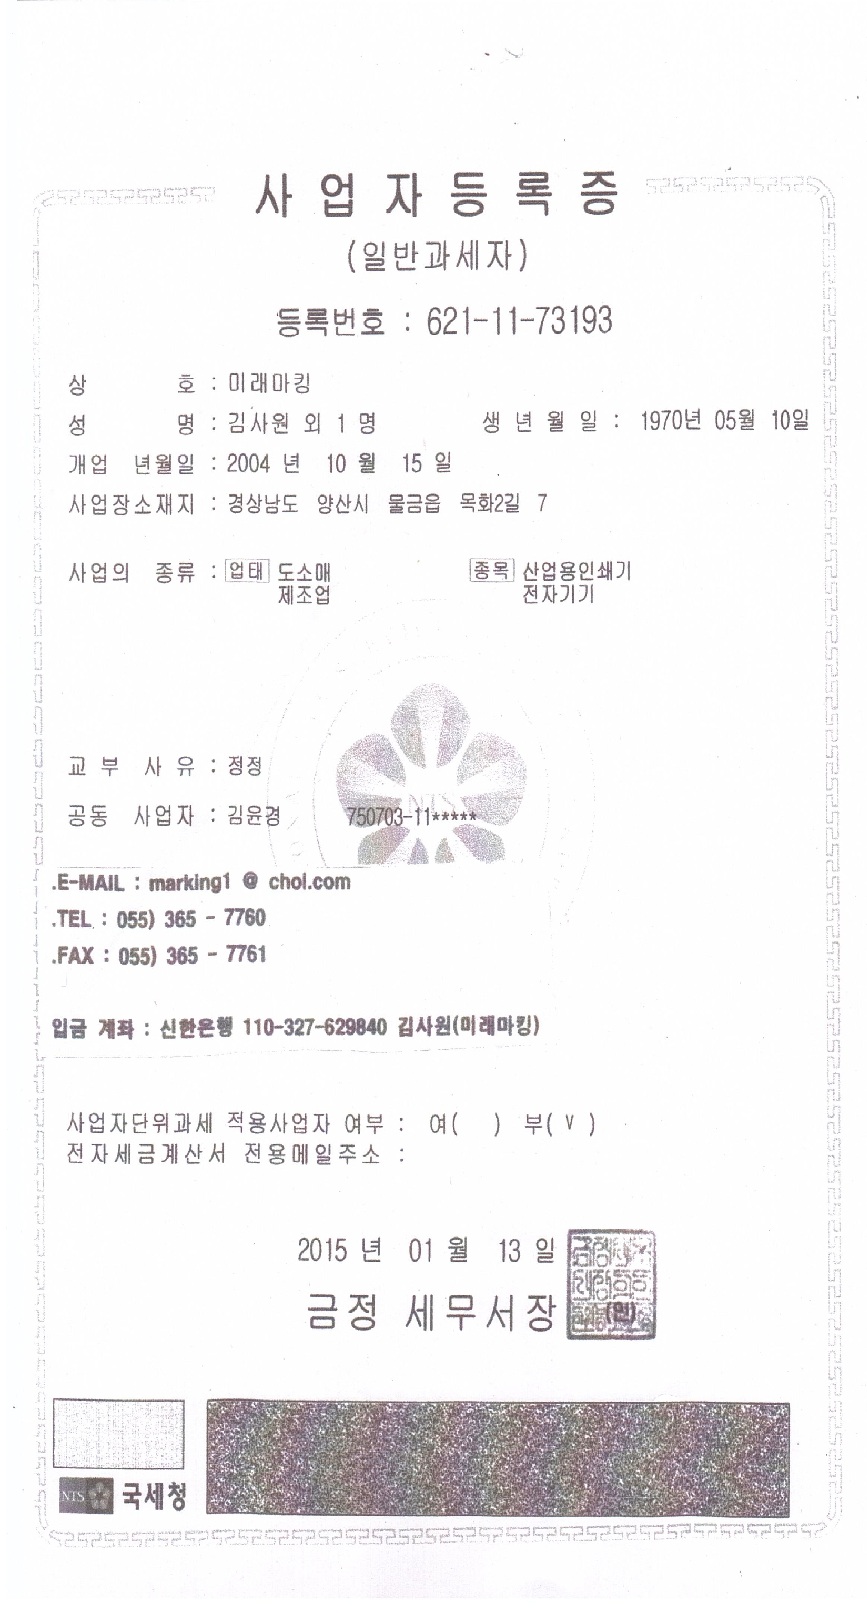 사업자등록증
(일반과세자)
등록번호 : 621-11-73193
상 호 : 미래마킹
성 명 : 김사원 외 1 명 생년월일 : 1970년 05월 10일
개업 년월일 : 2004 년 10 월 15 일
사업장소재지 : 경상남도 양산시 물금읍 목화2길 7
사업의 종류 : 업태 도소매 종목 산업용인쇄기
제조업 전자기기
교부 사유 : 정정
공동 사업자 : 김윤경 750703-11*****
NTS
.E-MAIL : marking1 @ chol.com
.TEL : 055) 365 - 7760
.FAX : 055) 365 - 7761
입금 계좌 : 신한은행 110-327-629840 김사원(미래마킹)
사업자단위과세 적용사업자 여부 : 여( ) 부( v )
전자세금계산서 전용메일주소 :
2015 년 01 월 13 일
금정 세무서장 (인)
NTS 국세청